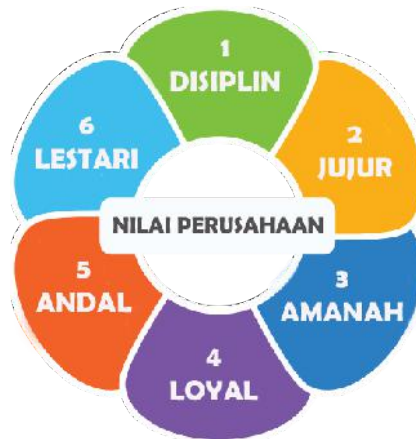 1
DISIPLIN
2
JUJUR
3
AMANAH
4
LOYAL
5
ANDAL
6
LESTARI
NILAI PERUSAHAAN